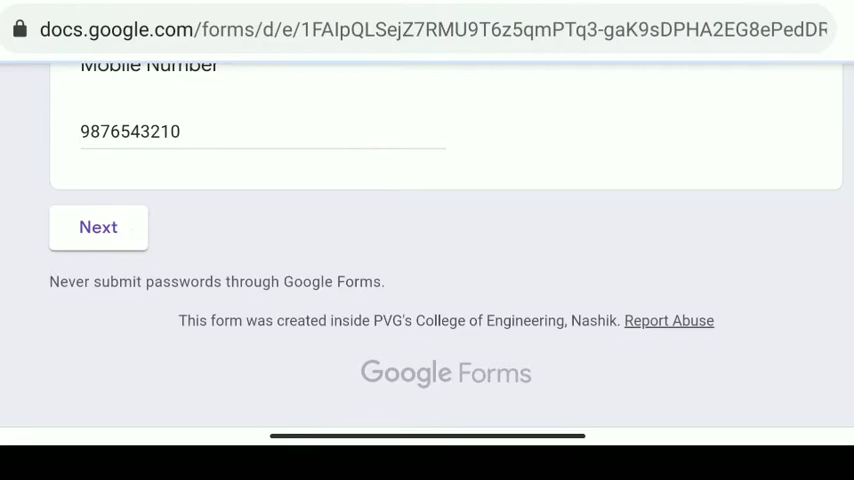 docs.google.com/forms/d/e/1FAIpQLSejZ7RMU9T6z5qmPTq3-gaK9sDPHA2EG8ePedDR
Mobile Number
9876543210
Next
Never submit passwords through Google Forms.
This form was created inside PVG's College of Engineering, Nashik. Report Abuse
Google Forms